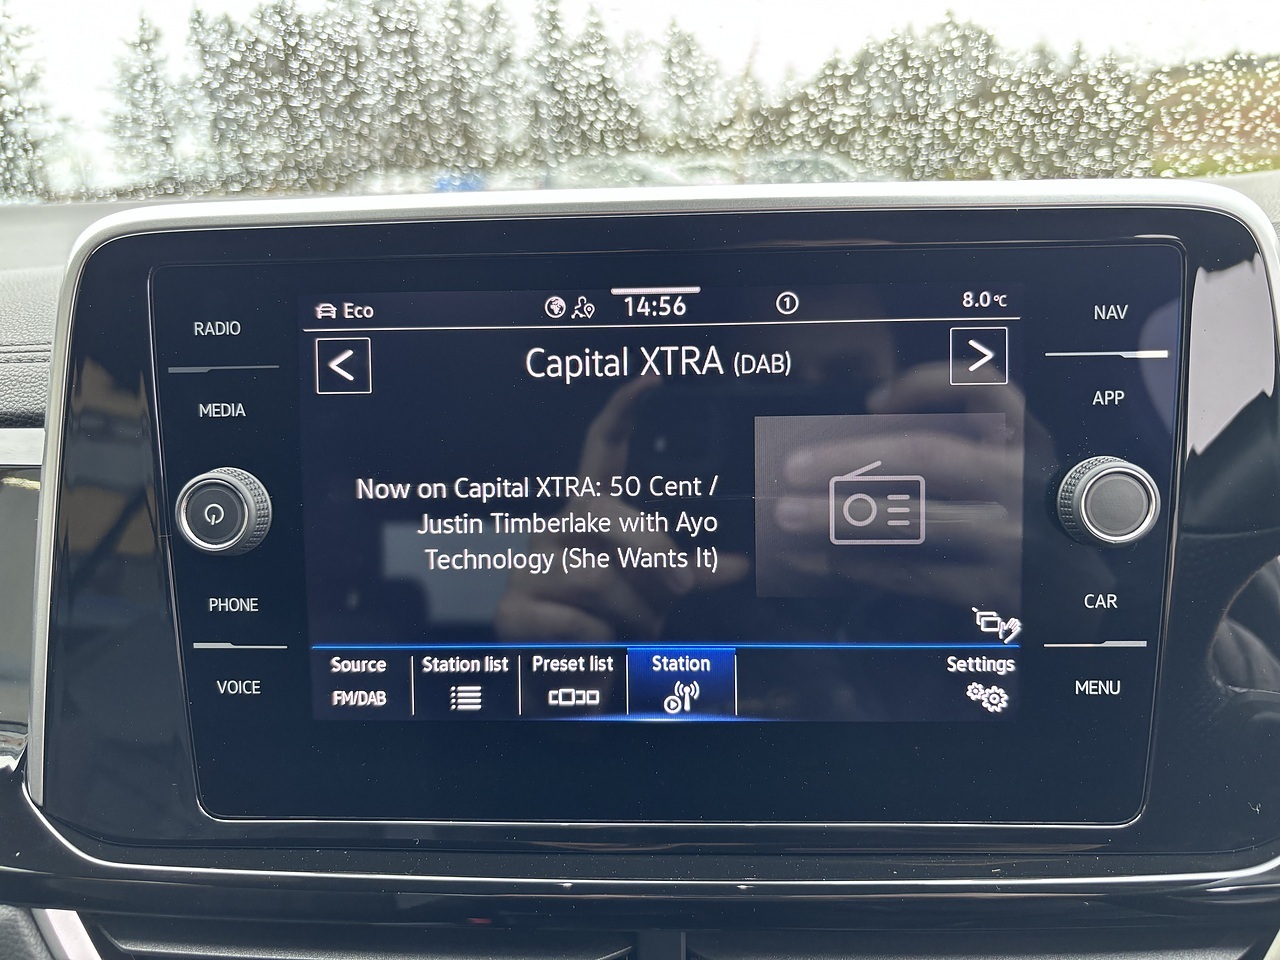 Eco
14:56
1
8.0°C
RADIO
NAV
< Capital XTRA (DAB) >
MEDIA
APP
Now on Capital XTRA: 50 Cent /
Justin Timberlake with Ayo
Technology (She Wants It)
PHONE
CAR
Source
Station list
Preset list
Station
Settings
FM/DAB
VOICE
MENU